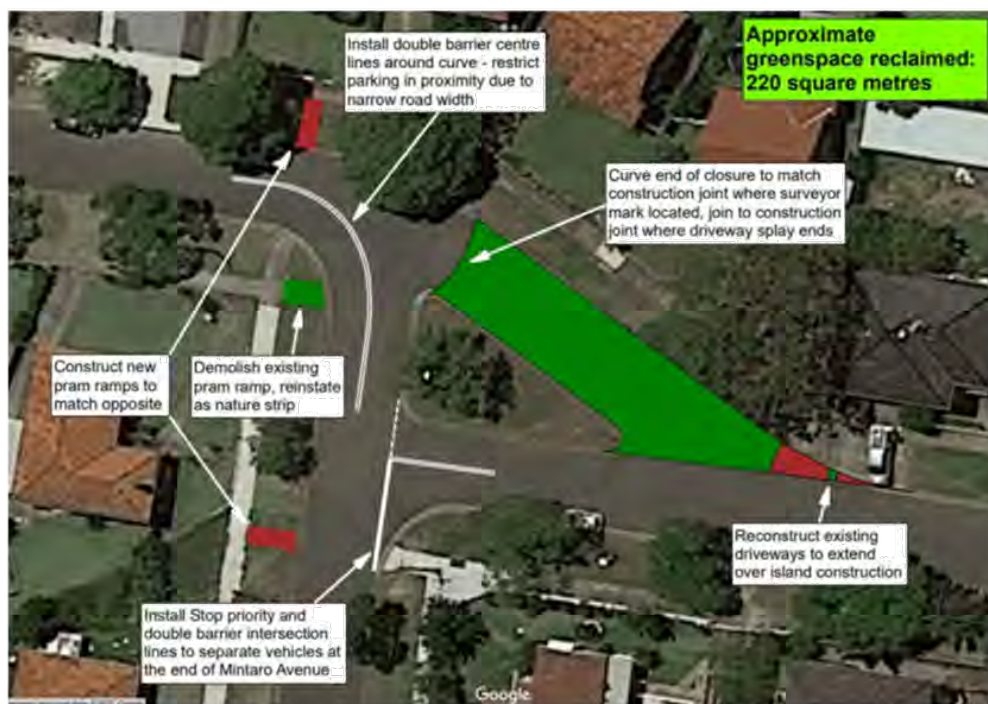 Install double barrier centre
lines around curve - restrict
parking in proximity due to
narrow road width
Approximate
greenspace reclaimed:
220 square metres
Curve end of closure to match
construction joint where surveyor
mark located, join to construction
joint where driveway splay ends
Construct new
pram ramps to
match opposite
Demolish existing
pram ramp, reinstate
as nature strip
Reconstruct existing
driveways to extend
over island construction
Install Stop priority and
double barrier intersection
lines to separate vehicles at
the end of Mintaro Avenue
Google